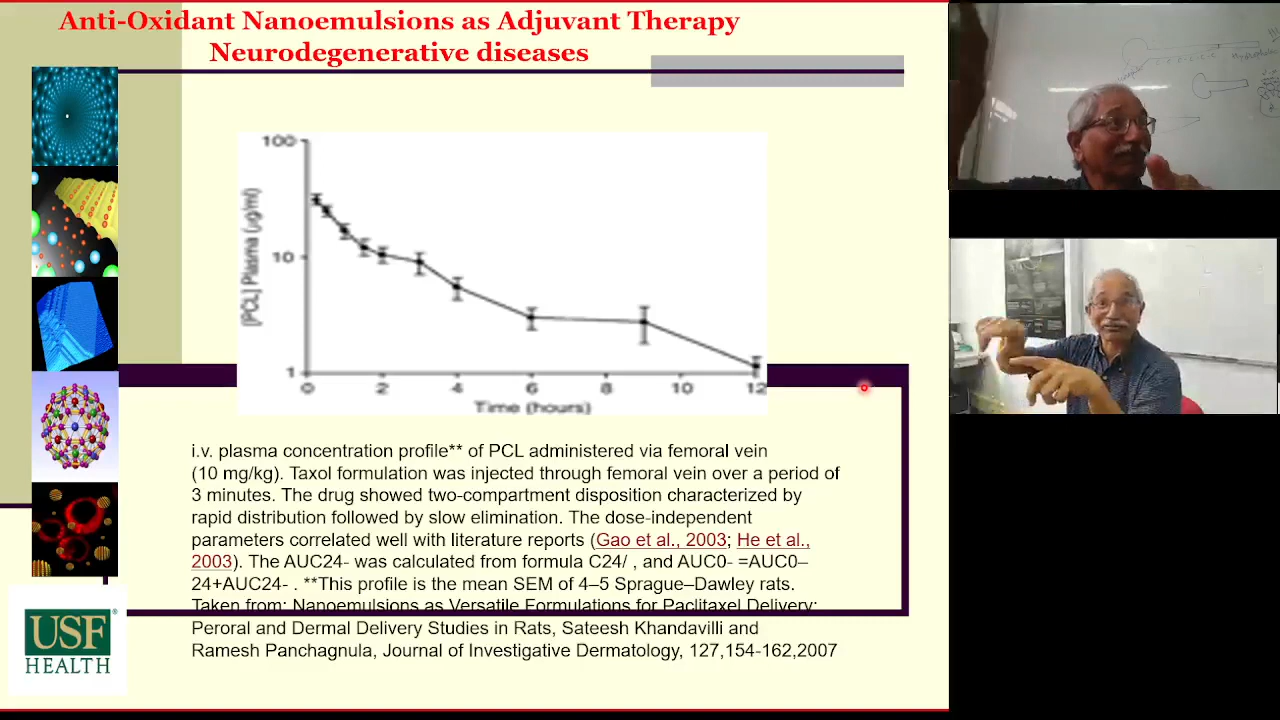 Anti-Oxidant Nanoemulsions as Adjuvant Therapy
Neurodegenerative diseases
100
10
1
[PCL] Plasma (μg/ml)
0 2 4 6 8 10 12
Time (hours)
i.v. plasma concentration profile** of PCL administered via femoral vein
(10 mg/kg). Taxol formulation was injected through femoral vein over a period of
3 minutes. The drug showed two-compartment disposition characterized by
rapid distribution followed by slow elimination. The dose-independent
parameters correlated well with literature reports (Gao et al., 2003; He et al.,
2003). The AUC24- was calculated from formula C24/ , and AUC0- =AUC0–
24+AUC24- . **This profile is the mean SEM of 4–5 Sprague–Dawley rats.
Taken from: Nanoemulsions as Versatile Formulations for Paclitaxel Delivery:
Peroral and Dermal Delivery Studies in Rats, Sateesh Khandavilli and
Ramesh Panchagnula, Journal of Investigative Dermatology, 127,154-162,2007
USF
HEALTH